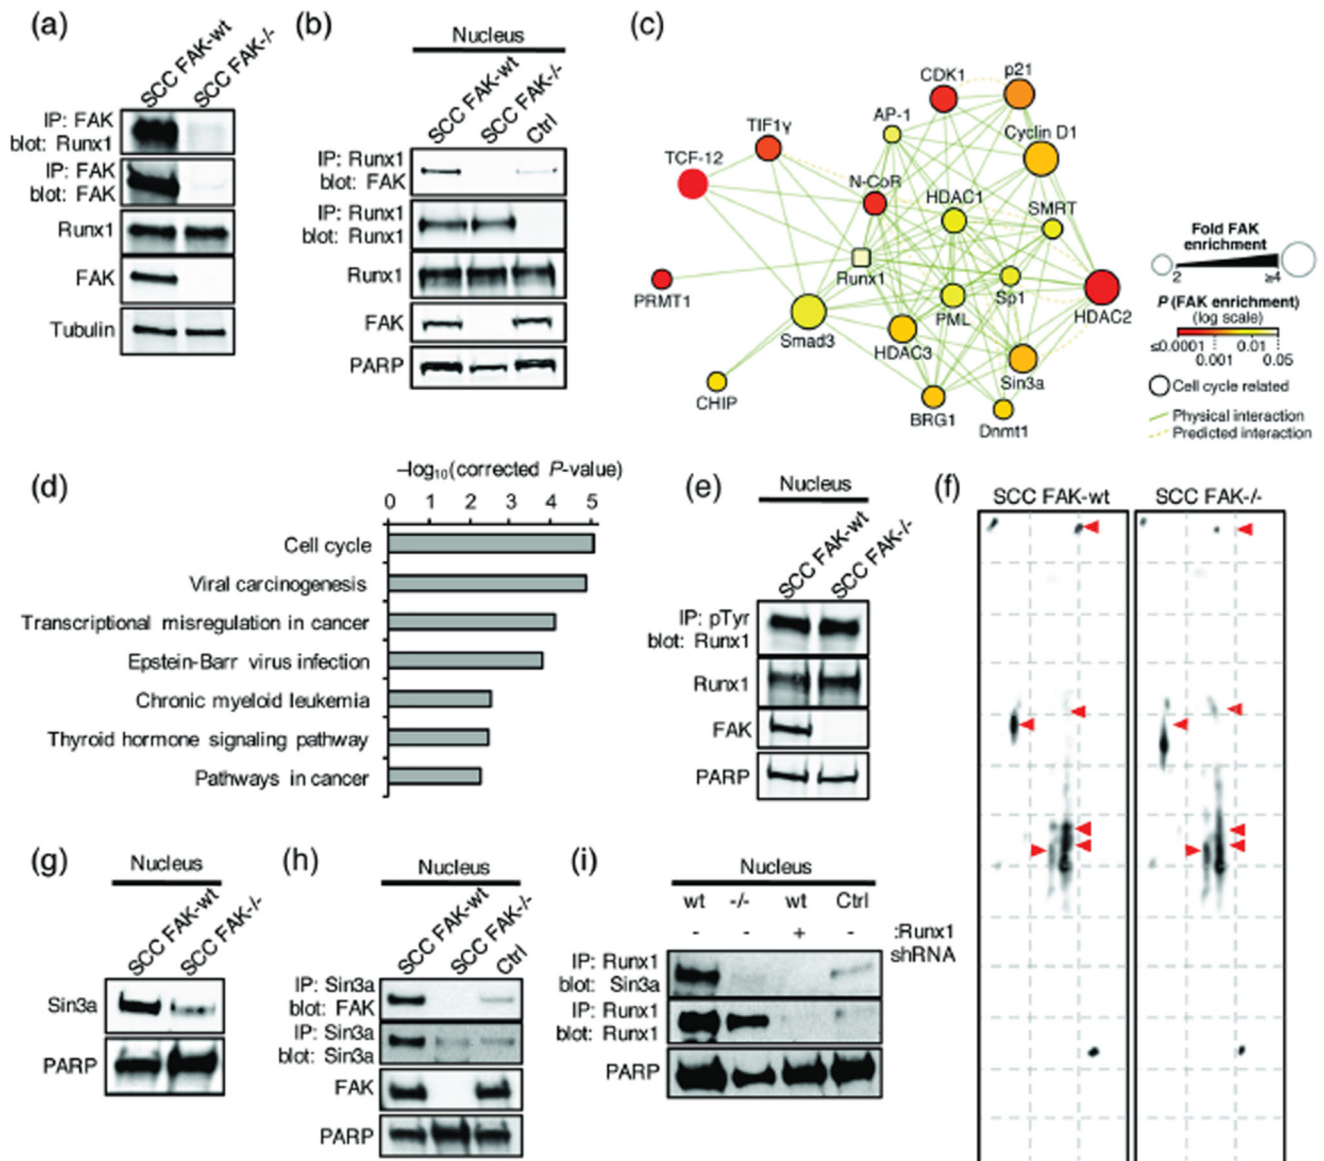 (a)
SCC FAK-wt
SCC FAK-/-
IP: FAK
blot: Runx1
IP: FAK
blot: FAK
Runx1
FAK
Tubulin
(b)
Nucleus
SCC FAK-wt
SCC FAK-/-
Ctrl
IP: Runx1
blot: FAK
IP: Runx1
blot: Runx1
Runx1
FAK
PARP
(c)
CDK1
p21
AP-1
Cyclin D1
TIF1γ
TCF-12
N-CoR
HDAC1
SMRT
Runx1
PRMT1
Sp1
PML
HDAC2
Smad3
HDAC3
Sin3a
CHIP
BRG1
Dnmt1
Fold FAK
enrichment
2 ≥4
P (FAK enrichment)
(log scale)
≤0.0001 0.01
0.001 0.05
Cell cycle related
Physical interaction
Predicted interaction
(d)
–log10(corrected P-value)
0 1 2 3 4 5
Cell cycle
Viral carcinogenesis
Transcriptional misregulation in cancer
Epstein-Barr virus infection
Chronic myeloid leukemia
Thyroid hormone signaling pathway
Pathways in cancer
(e)
Nucleus
SCC FAK-wt
SCC FAK-/-
IP: pTyr
blot: Runx1
Runx1
FAK
PARP
(f)
SCC FAK-wt SCC FAK-/-
(g)
Nucleus
SCC FAK-wt
SCC FAK-/-
Sin3a
PARP
(h)
Nucleus
SCC FAK-wt
SCC FAK-/-
Ctrl
IP: Sin3a
blot: FAK
IP: Sin3a
blot: Sin3a
FAK
PARP
(i)
Nucleus
wt -/- wt Ctrl
- - + - :Runx1
shRNA
IP: Runx1
blot: Sin3a
IP: Runx1
blot: Runx1
PARP